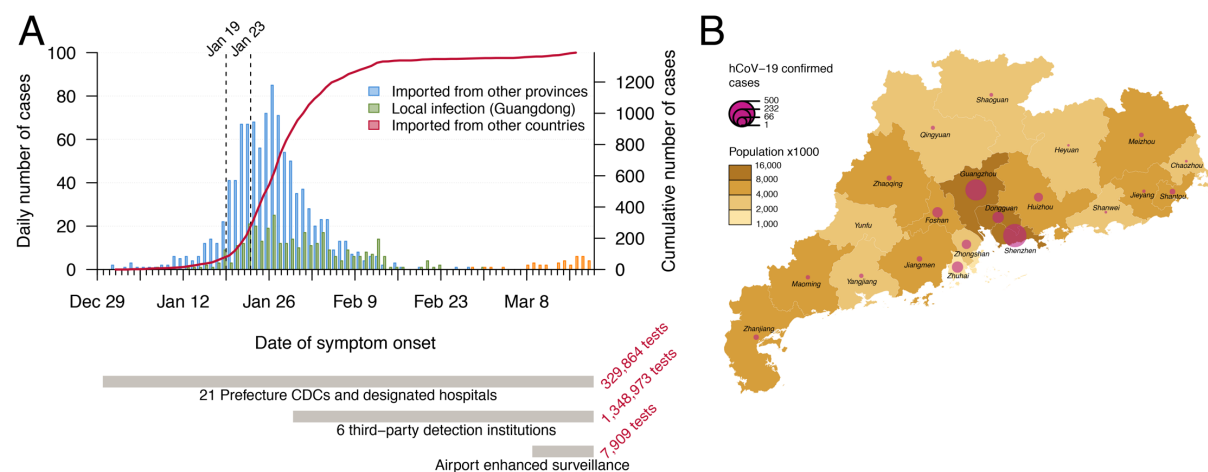 A
Jan 19
Jan 23
Daily number of cases
100
80
60
40
20
0
Imported from other provinces
Local infection (Guangdong)
Imported from other countries
1200
1000
800
600
400
200
0
Cumulative number of cases
Dec 29
Jan 12
Jan 26
Feb 9
Feb 23
Mar 8
Date of symptom onset
329,864 tests
21 Prefecture CDCs and designated hospitals
1,348,973 tests
6 third−party detection institutions
7,909 tests
Airport enhanced surveillance
B
hCoV−19 confirmed
cases
500
232
66
1
Population x1000
16,000
8,000
4,000
2,000
1,000
Shaoguan
Qingyuan
Heyuan
Meizhou
Chaozhou
Zhaoqing
Guangzhou
Jieyang
Shantou
Huizhou
Dongguan
Shanwei
Foshan
Yunfu
Shenzhen
Zhongshan
Jiangmen
Zhuhai
Maoming
Yangjiang
Zhanjiang